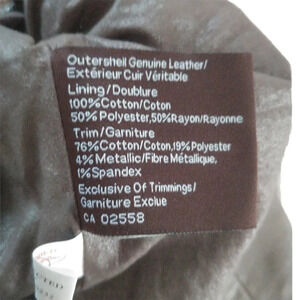 Outershell Genuine Leather/
Extérieur Cuir Véritable
Lining/Doublure
100%Cotton/Coton
50%Polyester,50%Rayon/Rayonne
Trim/Garniture
76%Cotton/Coton,19%Polyester
4%Metallic/Fibre Métallique,
1%Spandex
Exclusive Of Trimmings/
Garniture Exclue
CA 02558